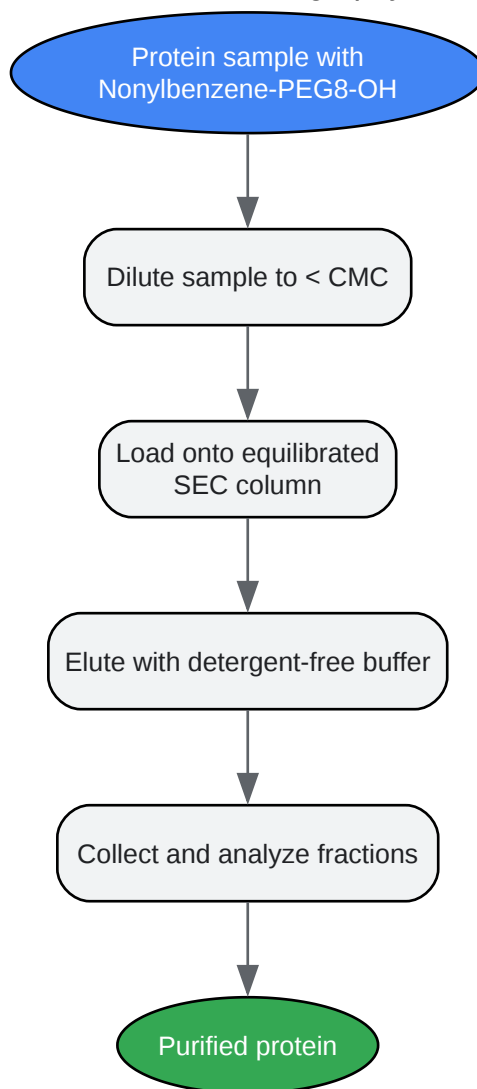 Protein sample with
Nonylbenzene-PEG8-OH
Dilute sample to < CMC
Load onto equilibrated
SEC column
Elute with detergent-free buffer
Collect and analyze fractions
Purified protein